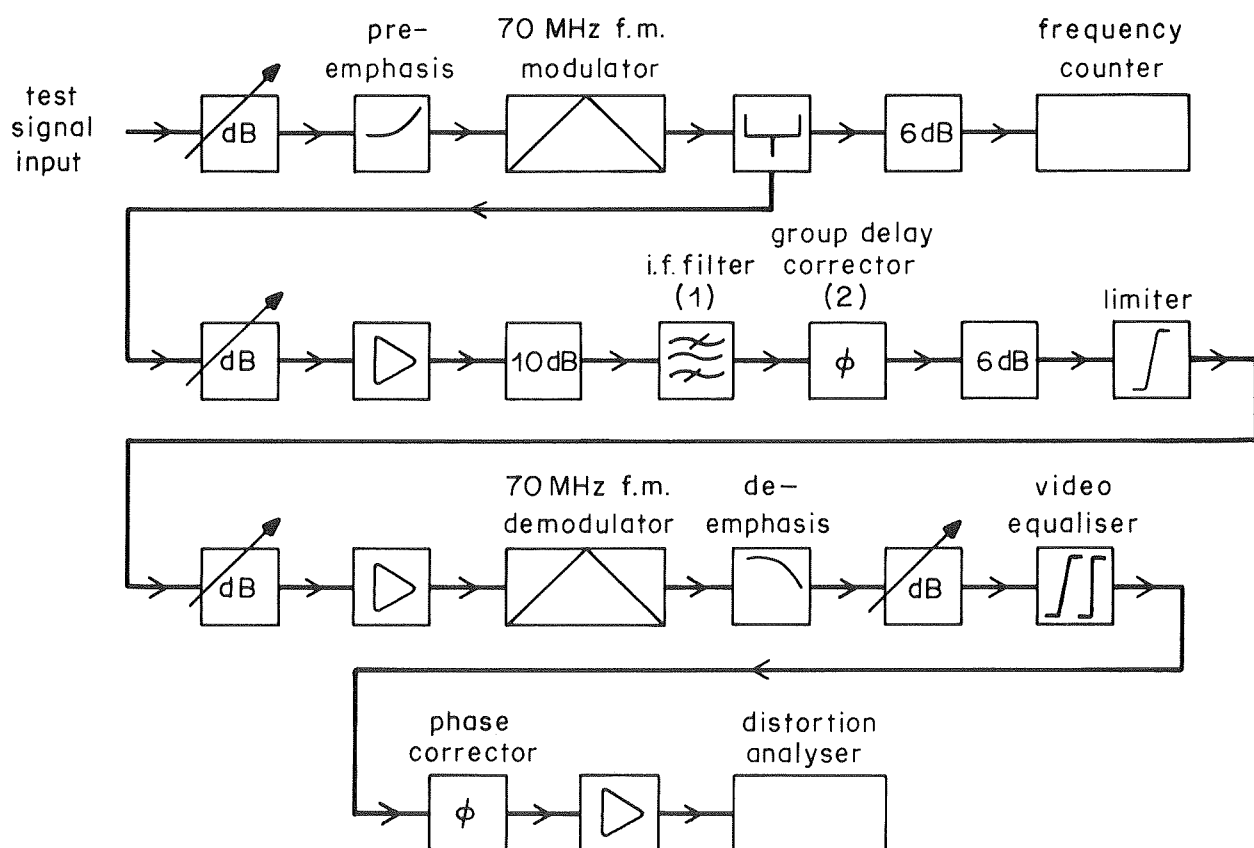 test
signal
input
dB
pre-
emphasis
70 MHz f.m.
modulator
6dB
frequency
counter
dB
10dB
i.f. filter
(1)
group delay
corrector
(2)
ϕ
6dB
limiter
dB
70 MHz f.m.
demodulator
de-
emphasis
dB
video
equaliser
phase
corrector
ϕ
distortion
analyser